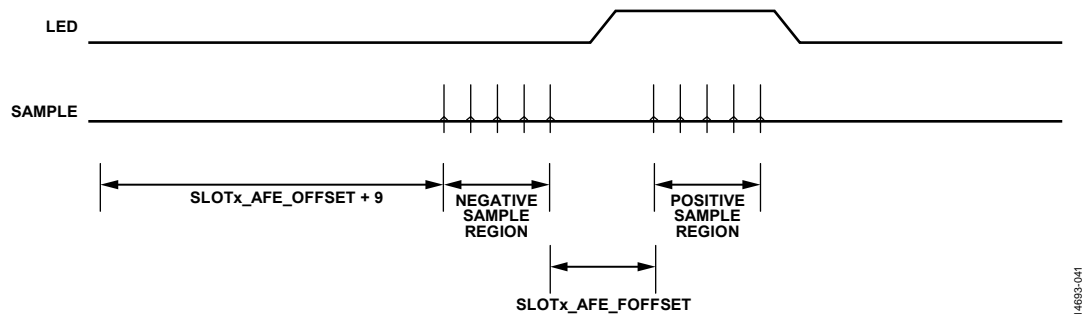 LED
SAMPLE
SLOTx_AFE_OFFSET + 9
NEGATIVE
SAMPLE
REGION
POSITIVE
SAMPLE
REGION
SLOTx_AFE_FOFFSET
14693-041